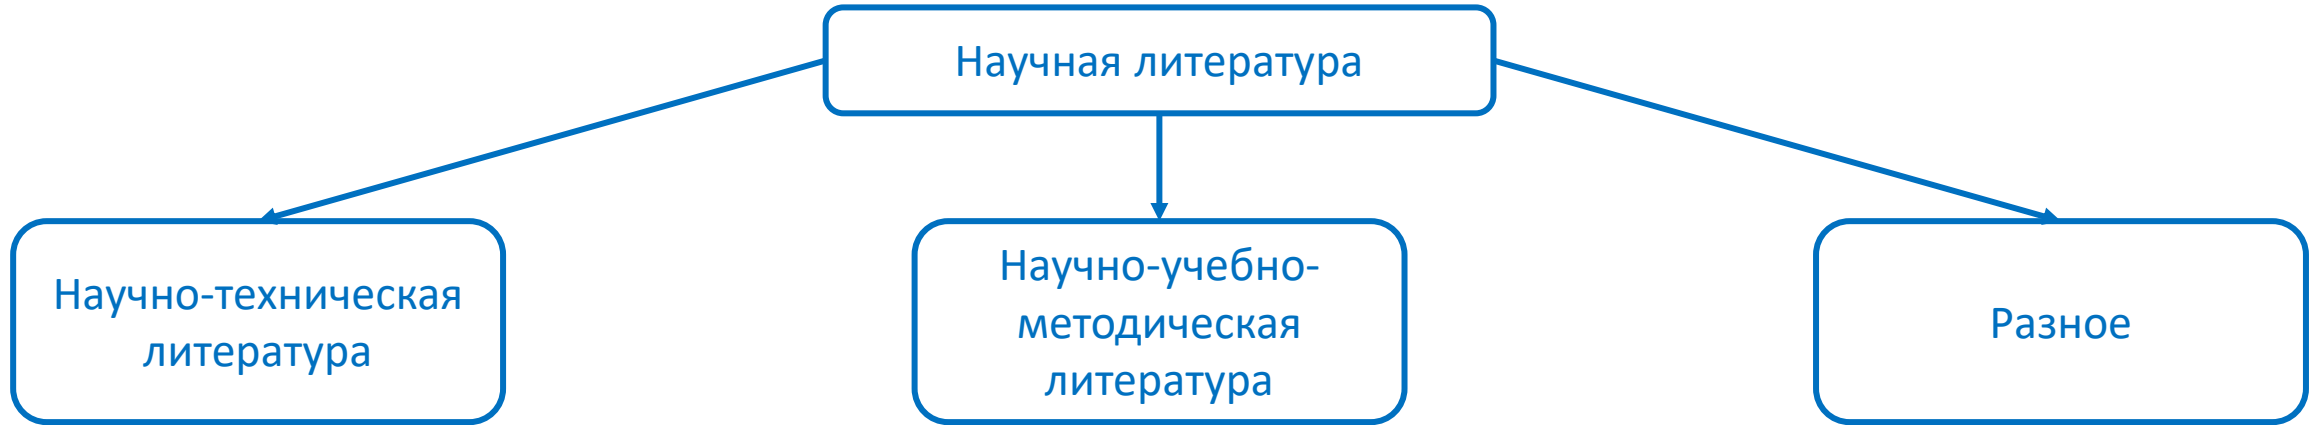 Научная литература
Научно-техническая
литература
Научно-учебно-
методическая
литература
Разное